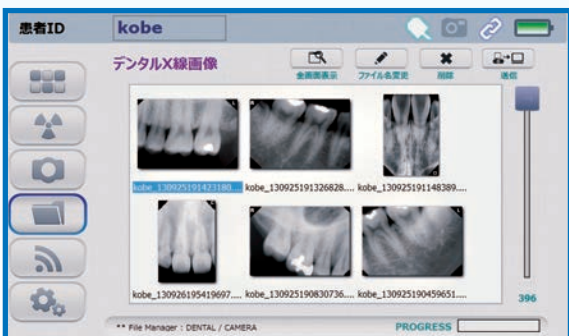 患者ID kobe
デンタルX線画像
全画面表示 ファイル名変更 削除 送信
kobe_130925191423180.... kobe_130925191326828.... kobe_130925191148389....
kobe_130926195419697.... kobe_130925190830736.... kobe_130925190459651....
396
** File Manager : DENTAL / CAMERA PROGRESS